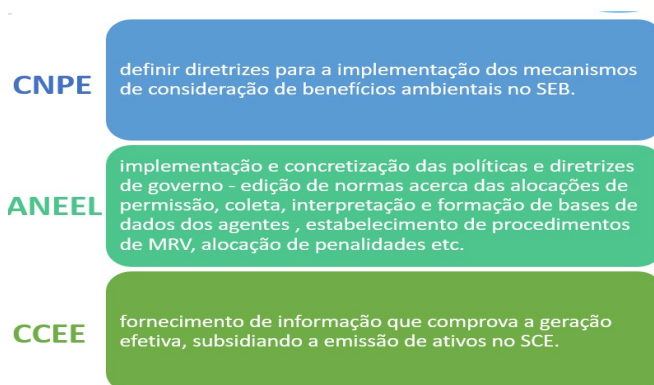 CNPE
definir diretrizes para a implementação dos mecanismos
de consideração de benefícios ambientais no SEB.
ANEEL
implementação e concretização das políticas e diretrizes
de governo - edição de normas acerca das alocações de
permissão, coleta, interpretação e formação de bases de
dados dos agentes , estabelecimento de procedimentos
de MRV, alocação de penalidades etc.
CCEE
fornecimento de informação que comprova a geração
efetiva, subsidiando a emissão de ativos no SCE.